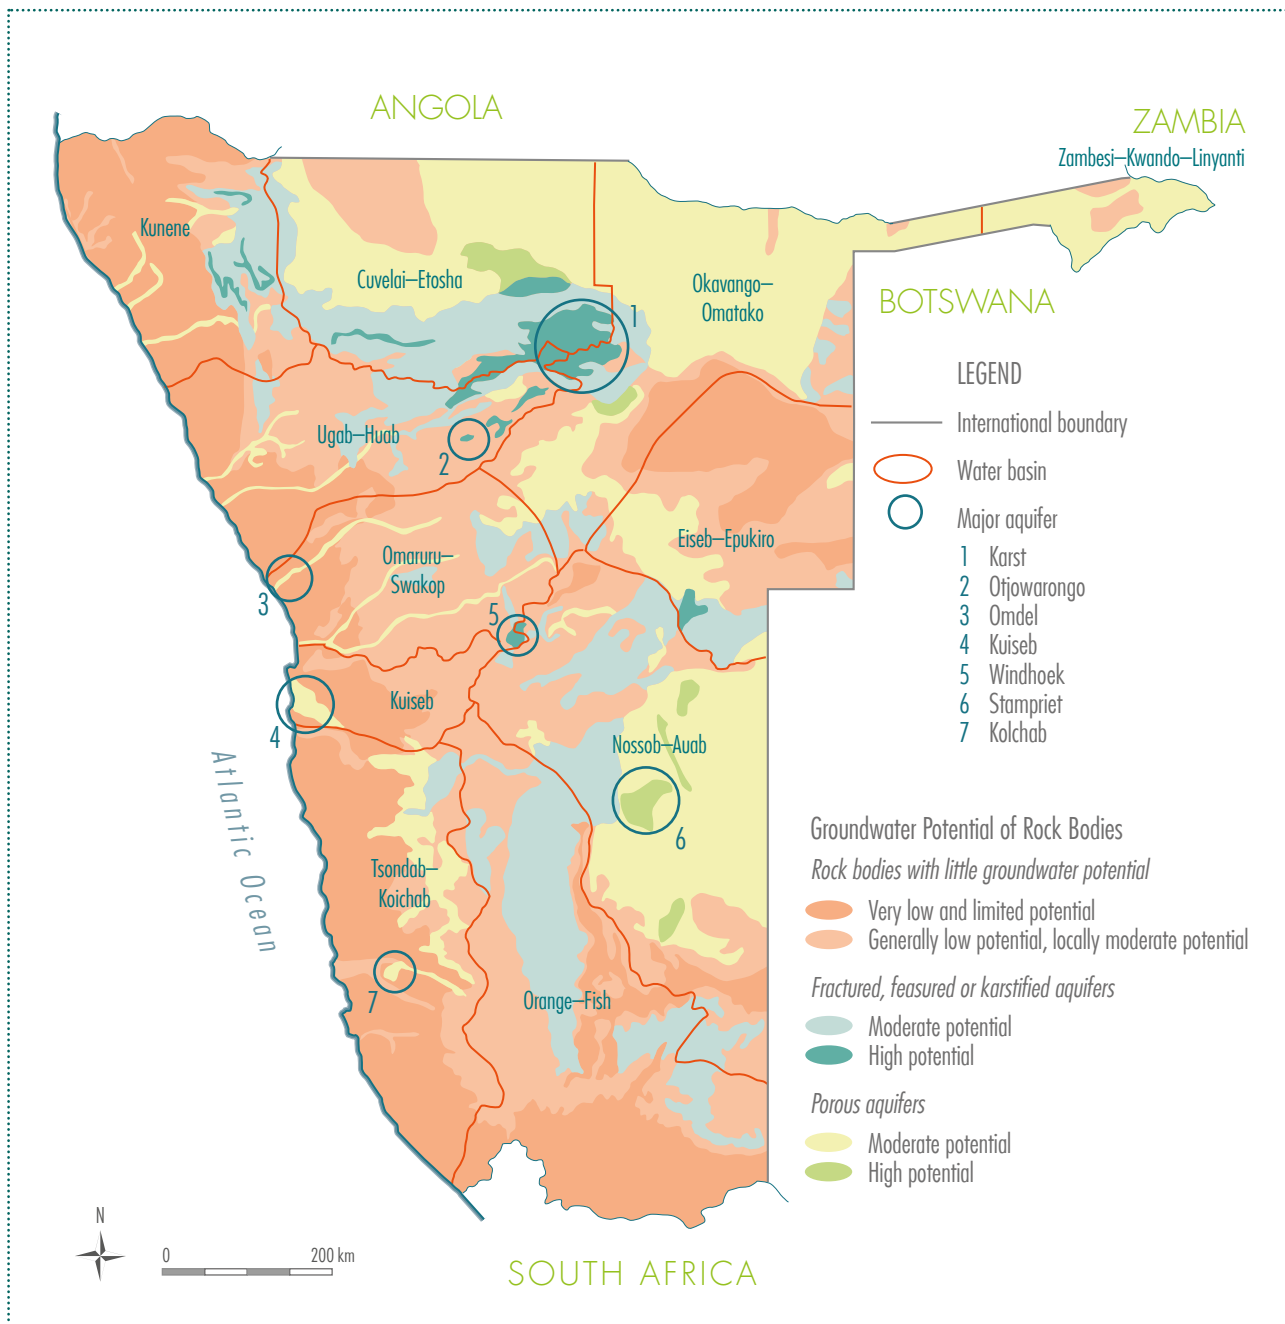 ANGOLA
ZAMBIA
Zambesi–Kwando–Linyanti
Kunene
Cuvelai–Etosha
Okavango–
Omatako
BOTSWANA
1
Ugab–Huab
2
Omaruru–
Swakop
Eiseb–Epukiro
3
5
Kuiseb
4
Nossob–Auab
6
Atlantic Ocean
Tsondab–
Koichab
7
Orange–Fish
SOUTH AFRICA
N
0 200 km
LEGEND
International boundary
Water basin
Major aquifer
1 Karst
2 Otjowarongo
3 Omdel
4 Kuiseb
5 Windhoek
6 Stampriet
7 Kolchab
Groundwater Potential of Rock Bodies
Rock bodies with little groundwater potential
Very low and limited potential
Generally low potential, locally moderate potential
Fractured, feasured or karstified aquifers
Moderate potential
High potential
Porous aquifers
Moderate potential
High potential